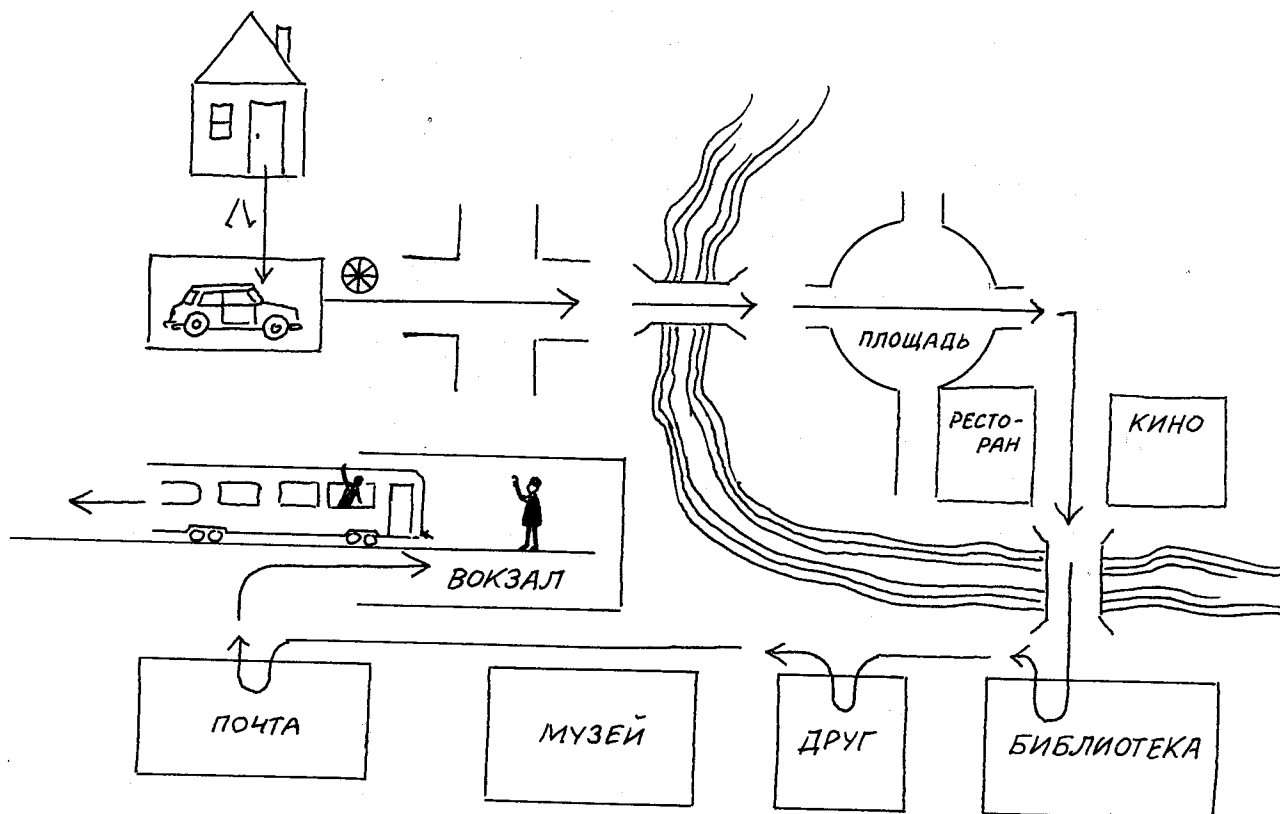 ПЛОЩАДЬ
РЕСТО-
РАН
КИНО
ВОКЗАЛ
ПОЧТА
МУЗЕЙ
ДРУГ
БИБЛИОТЕКА